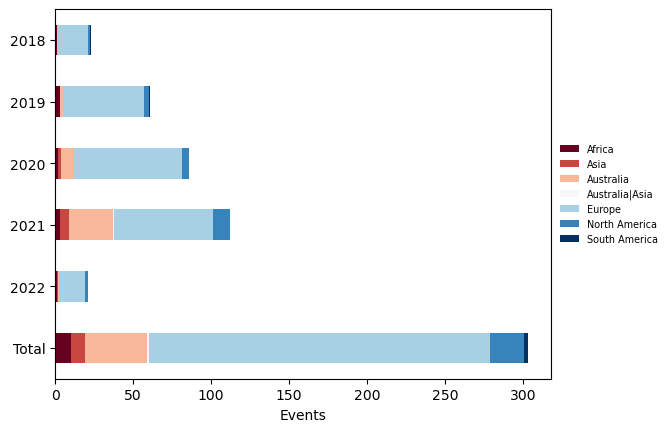 2018
2019
2020
2021
2022
Total
0 50 100 150 200 250 300
Events
Africa
Asia
Australia
Australia|Asia
Europe
North America
South America